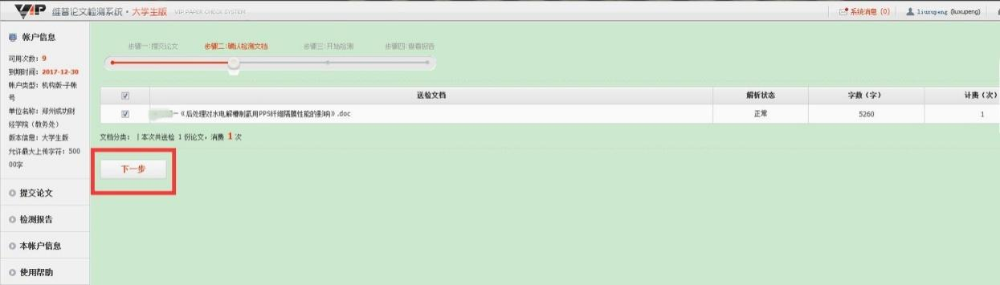 VIP 维普论文检测系统·大学生版 VIP PAPER CHECK SYSTEM
系统消息（0） liuxupeng (liuxupeng)
帐户信息
可用次数：9
到期时间：2017-12-30
帐户类型：机构版-子帐
号
单位名称：郑州成功财
经学院（教务处）
版本信息：大学生版
允许最大上传字符：500
00字
提交论文
检测报告
本帐户信息
使用帮助
步骤一：提交论文 步骤二：确认检测文档 步骤三：开始检测 步骤四：查看报告
送检文档 解析状态 字数（字） 计费（次）
一《后处理对水电解槽制氢用PPS纤维隔膜性能的影响》.doc 正常 5260 1
文档分类： | 本次共送检 1 份论文，消费 1 次
下一步